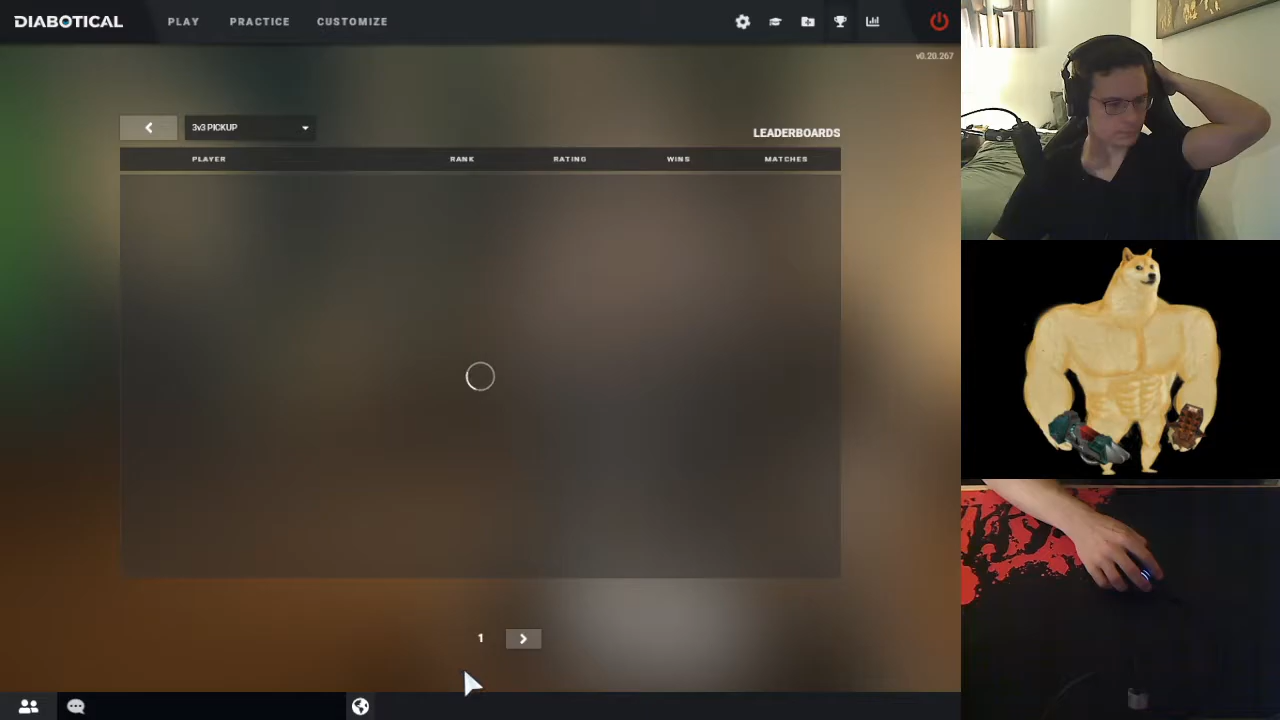 DIABOTICAL
PLAY
PRACTICE
CUSTOMIZE
v0.20.267
3v3 PICKUP
LEADERBOARDS
PLAYER
RANK
RATING
WINS
MATCHES
1